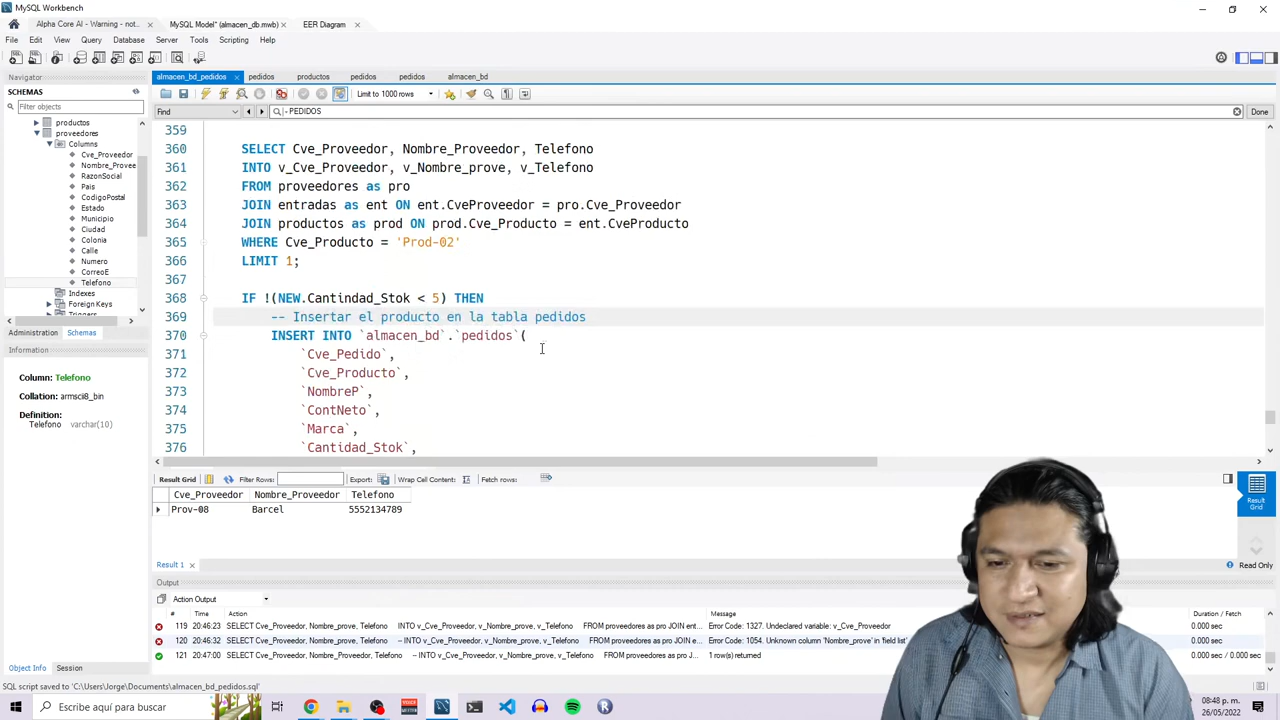 MySQL Workbench
Alpha Core AI - Warning - not...
MySQL Model* (almacen_db.mwb)
EER Diagram
File Edit View Query Database Server Tools Scripting Help
Navigator
SCHEMAS
Filter objects
productos
proveedores
Columns
Cve_Proveedor
Nombre_Provee
RazonSocial
Pais
CodigoPostal
Estado
Municipio
Ciudad
Colonia
Calle
Numero
CorreoE
Telefono
Indexes
Foreign Keys
Triggers
Administration Schemas
Information
Column: Telefono
Collation: armscii8_bin
Definition:
Telefono varchar(10)
Object Info Session
almacen_bd_pedidos pedidos productos pedidos pedidos almacen_bd
Limit to 1000 rows
Find PEDIDOS Done
359
360 SELECT Cve_Proveedor, Nombre_Proveedor, Telefono
361 INTO v_Cve_Proveedor, v_Nombre_prove, v_Telefono
362 FROM proveedores as pro
363 JOIN entradas as ent ON ent.CveProveedor = pro.Cve_Proveedor
364 JOIN productos as prod ON prod.Cve_Producto = ent.CveProducto
365 WHERE Cve_Producto = 'Prod-02'
366 LIMIT 1;
367
368 IF !(NEW.Cantindad_Stok < 5) THEN
369 -- Insertar el producto en la tabla pedidos
370 INSERT INTO `almacen_bd`.`pedidos`(
371 `Cve_Pedido`,
372 `Cve_Producto`,
373 `NombreP`,
374 `ContNeto`,
375 `Marca`,
376 `Cantidad_Stok`,
Result Grid Filter Rows: Export: Wrap Cell Content: Fetch rows:
Cve_Proveedor Nombre_Proveedor Telefono
Prov-08 Barcel 5552134789
Result Grid
Result 1
Read Only
Output
Action Output
# Time Action Message Duration / Fetch
119 20:46:23 SELECT Cve_Proveedor, Nombre_Proveedor, Telefono INTO v_Cve_Proveedor, v_Nombre_prove, v_Telefono FROM proveedores as pro JOIN ent... Error Code: 1327. Undeclared variable: v_Cve_Proveedor 0.000 sec
120 20:46:32 SELECT Cve_Proveedor, Nombre_prove, Telefono -- INTO v_Cve_Proveedor, v_Nombre_prove, v_Telefono FROM proveedores as pro JOIN en... Error Code: 1054. Unknown column 'Nombre_prove' in 'field list' 0.000 sec
121 20:47:00 SELECT Cve_Proveedor, Nombre_Proveedor, Telefono -- INTO v_Cve_Proveedor, v_Nombre_prove, v_Telefono FROM proveedores as pro J... 1 row(s) returned 0.000 sec / 0.000 sec
SQL script saved to 'C:\Users\Jorge\Documents\almacen_bd_pedidos.sql'
Escribe aquí para buscar
08:48 p. m.
26/05/2022